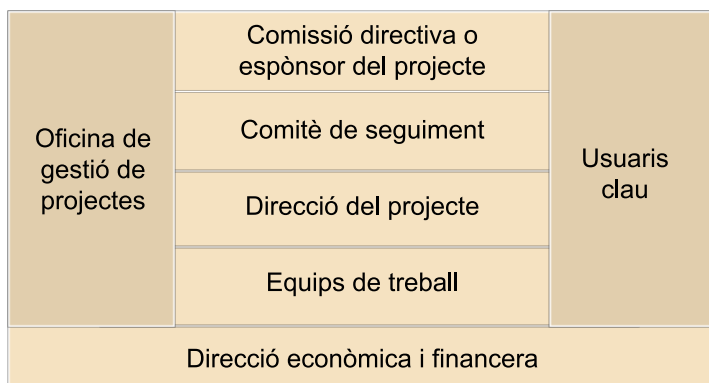 Comissió directiva o
espònsor del projecte
Oficina de
gestió de
projectes
Comitè de seguiment
Direcció del projecte
Equips de treball
Usuaris
clau
Direcció econòmica i financera